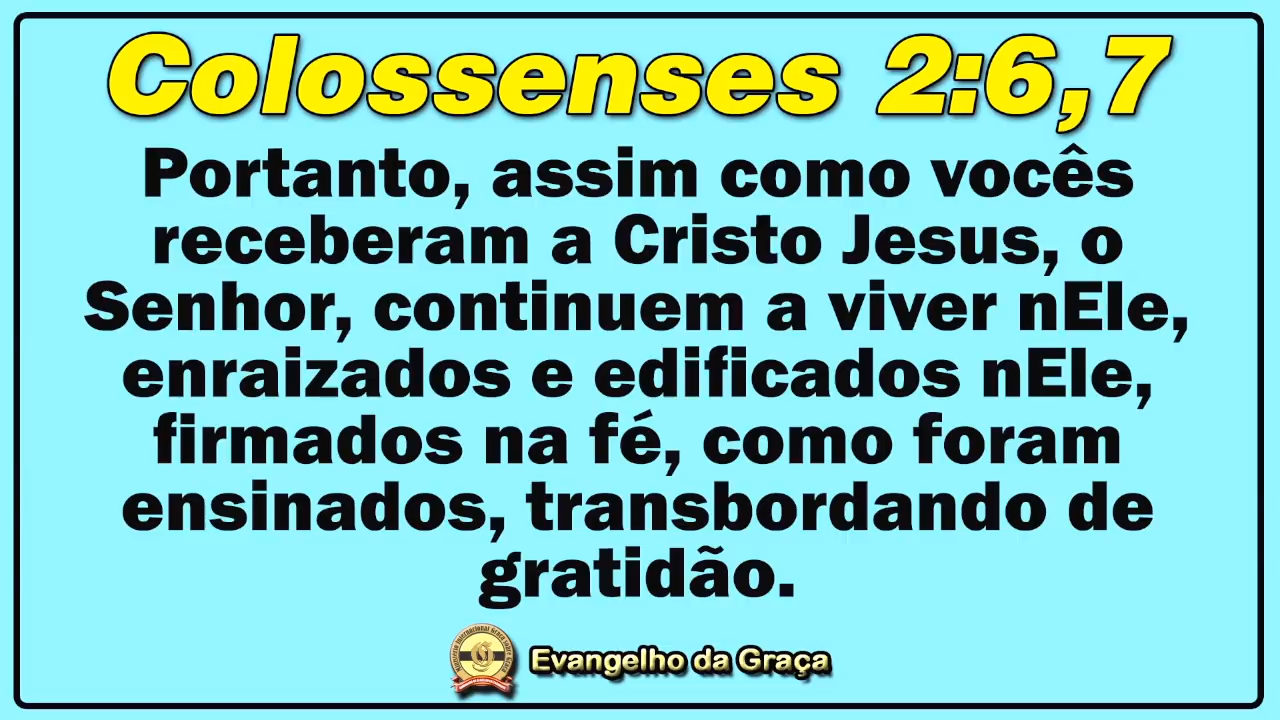 Colossenses 2:6,7
Portanto, assim como vocês
receberam a Cristo Jesus, o
Senhor, continuem a viver nEle,
enraizados e edificados nEle,
firmados na fé, como foram
ensinados, transbordando de
gratidão.
Evangelho da Graça